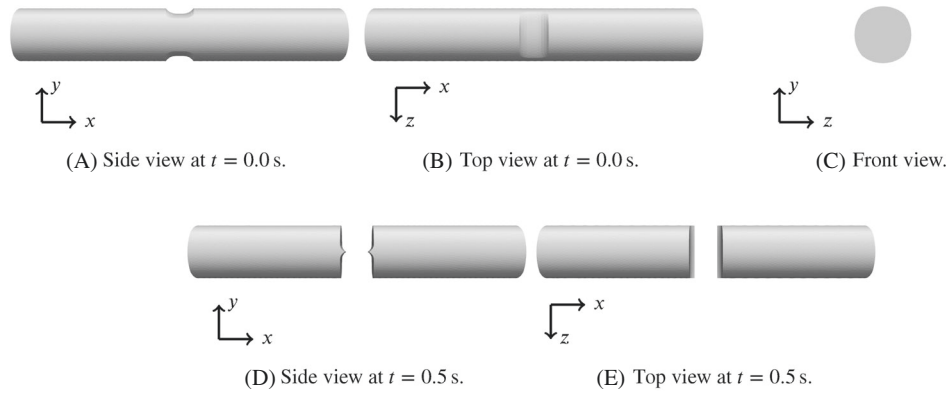 y
x
x
z
y
z
(A) Side view at t = 0.0 s.
(B) Top view at t = 0.0 s.
(C) Front view.
y
x
x
z
(D) Side view at t = 0.5 s.
(E) Top view at t = 0.5 s.